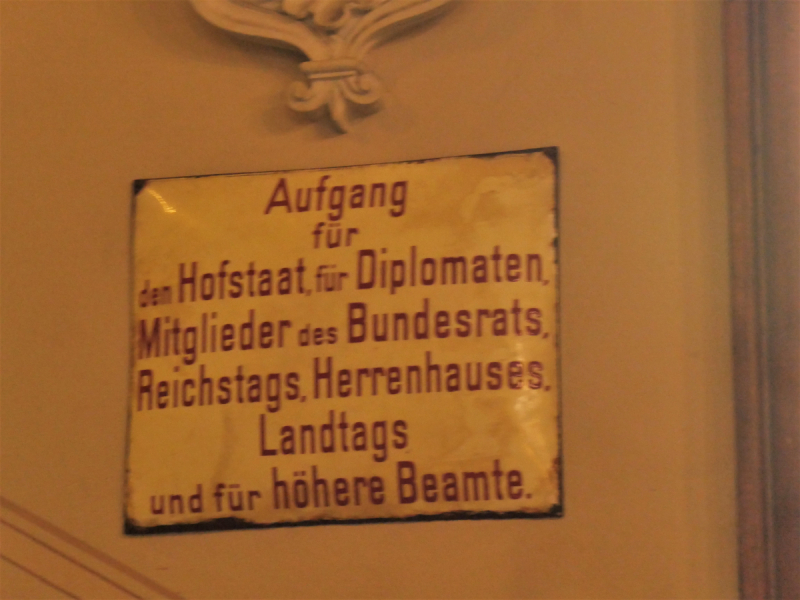 Aufgang
für
den Hofstaat, für Diplomaten,
Mitglieder des Bundesrats,
Reichstags, Herrenhauses,
Landtags
und für höhere Beamte.